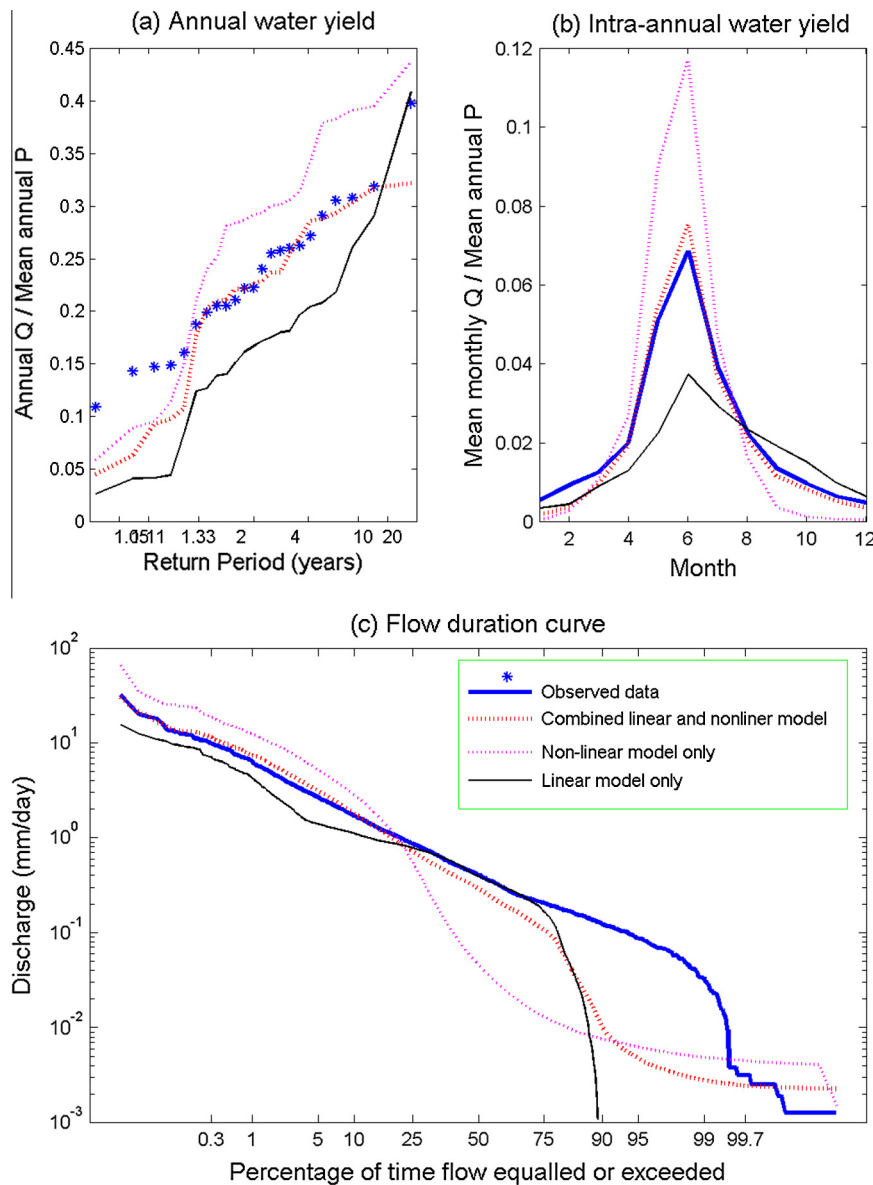 (a) Annual water yield
(b) Intra-annual water yield
Annual Q / Mean annual P
0.45
0.4
0.35
0.3
0.25
0.2
0.15
0.1
0.05
0
1.05 1.11 1.33 2 4 10 20
Return Period (years)
Mean monthly Q / Mean annual P
0.12
0.1
0.08
0.06
0.04
0.02
0
2 4 6 8 10 12
Month
(c) Flow duration curve
Discharge (mm/day)
10^2
10^1
10^0
10^-1
10^-2
10^-3
Observed data
Combined linear and nonliner model
Non-linear model only
Linear model only
0.3 1 5 10 25 50 75 90 95 99 99.7
Percentage of time flow equalled or exceeded